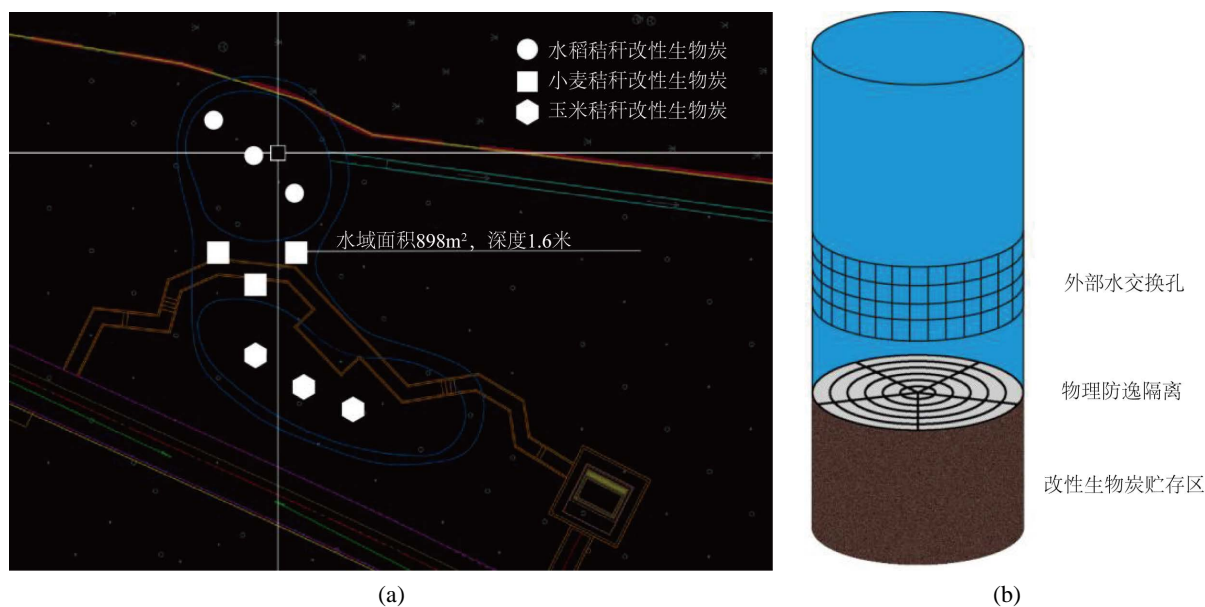 水稻秸秆改性生物炭
小麦秸秆改性生物炭
玉米秸秆改性生物炭
水域面积898m²，深度1.6米
外部水交换孔
物理防逸隔离
改性生物炭贮存区
(a)
(b)